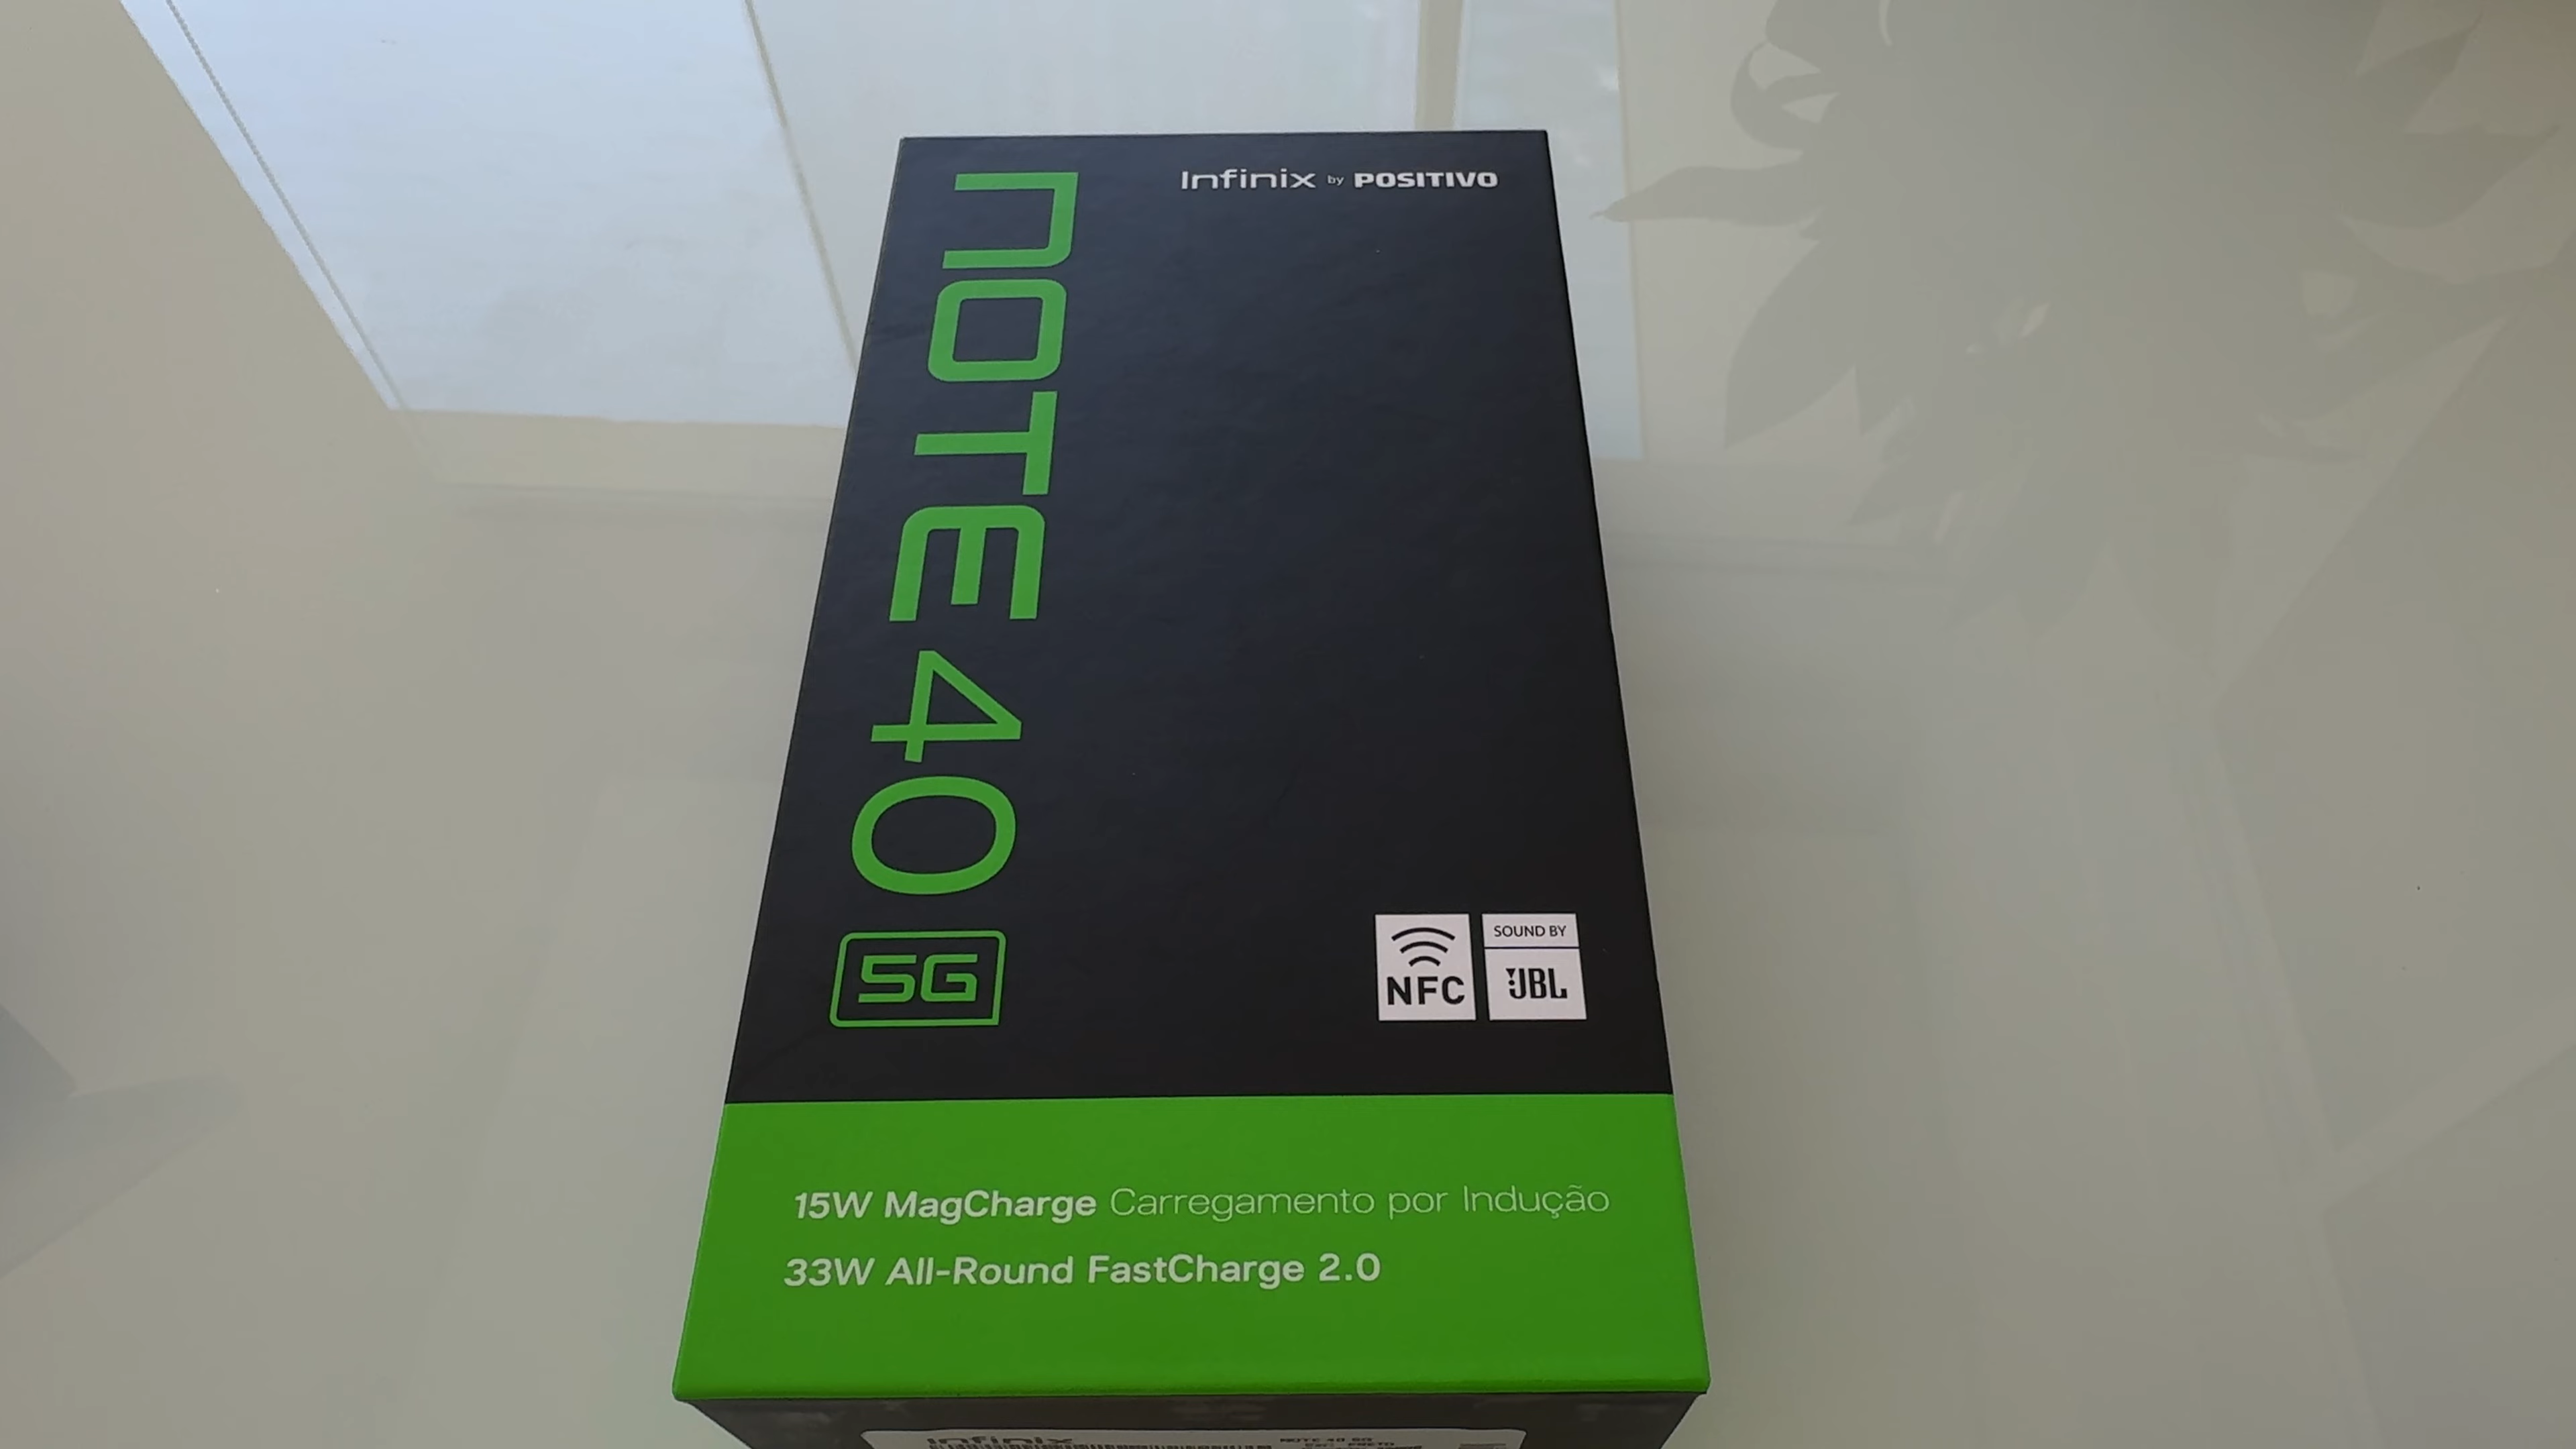 Infinix by POSITIVO
NOTE 40 5G
NFC
SOUND BY
JBL
15W MagCharge Carregamento por Indução
33W All-Round FastCharge 2.0
Infinix